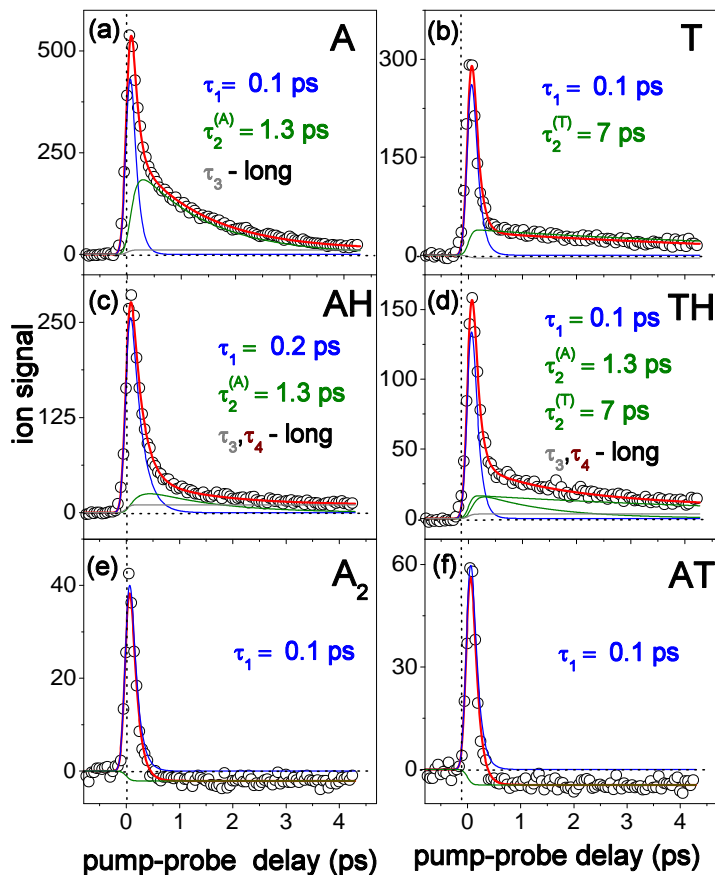 (a) A
τ1 = 0.1 ps
τ2(A) = 1.3 ps
τ3 - long
500
250
0
(b) T
τ1 = 0.1 ps
τ2(T) = 7 ps
300
150
0
(c) AH
τ1 = 0.2 ps
τ2(A) = 1.3 ps
τ3,τ4 - long
250
125
0
(d) TH
τ1 = 0.1 ps
τ2(A) = 1.3 ps
τ2(T) = 7 ps
τ3,τ4 - long
150
100
50
0
ion signal
(e) A2
τ1 = 0.1 ps
40
20
0
0 1 2 3 4
pump-probe delay (ps)
(f) AT
τ1 = 0.1 ps
60
30
0
0 1 2 3 4
pump-probe delay (ps)